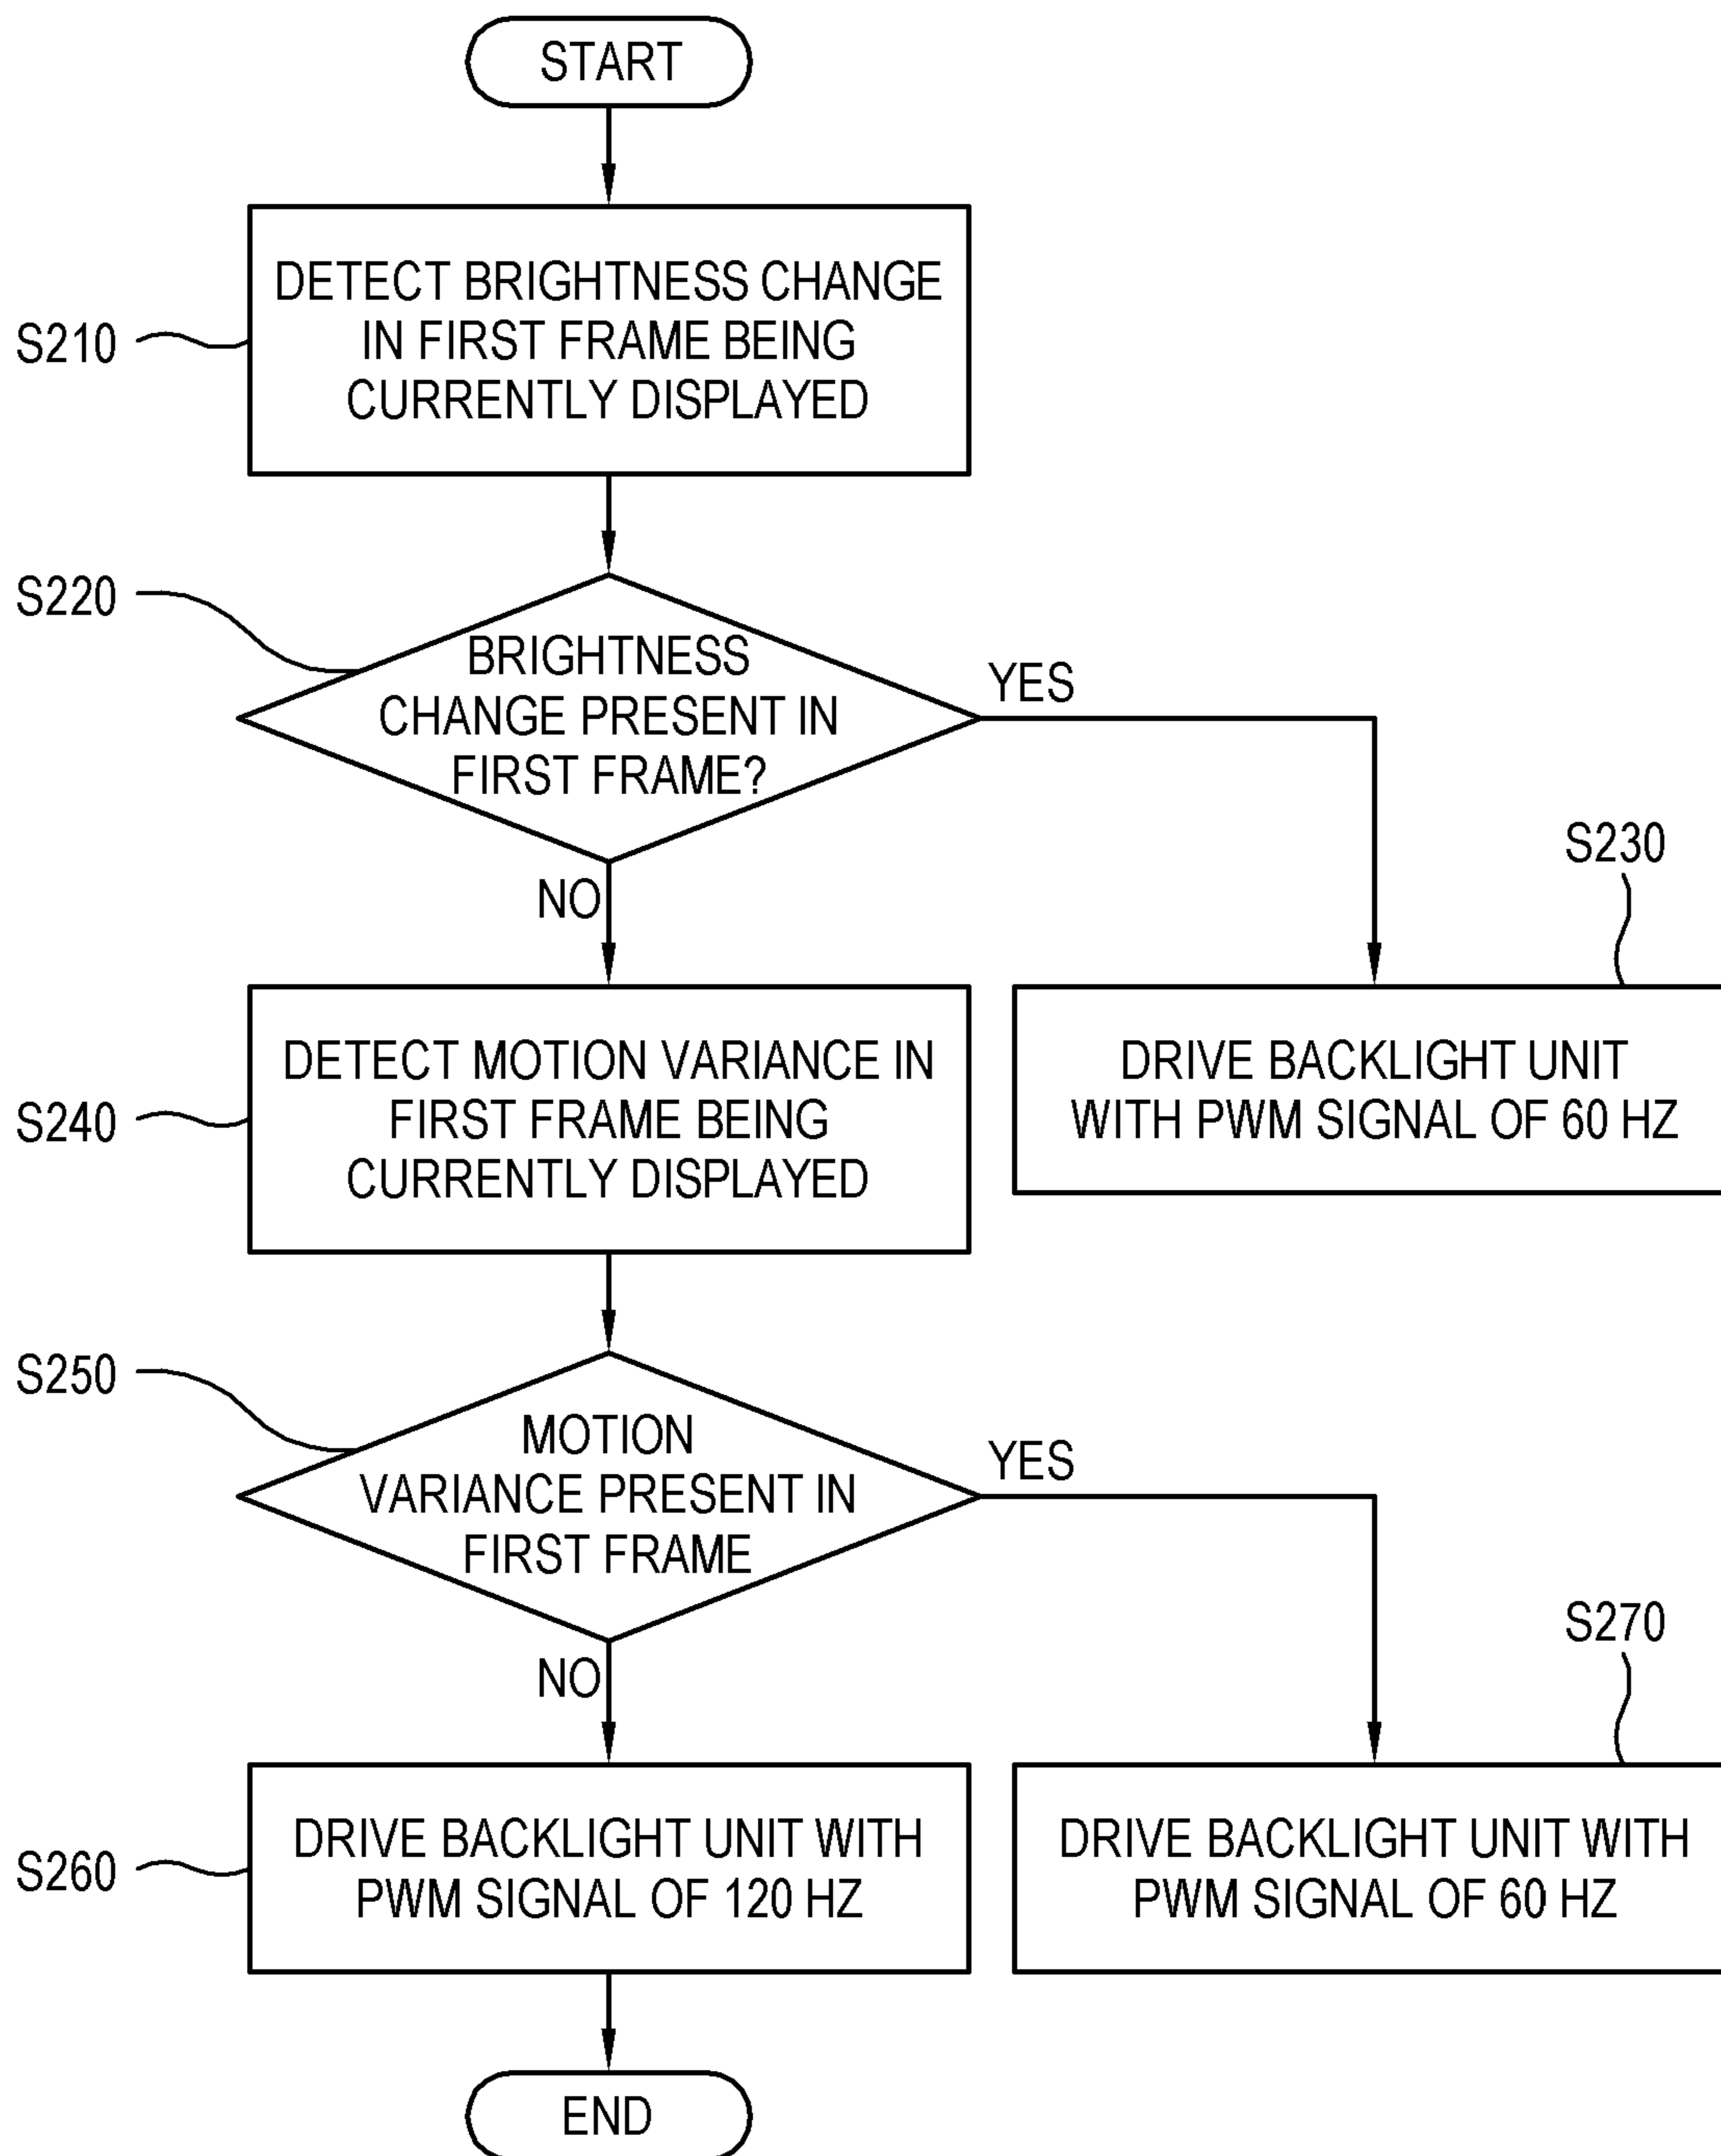 START
S210
DETECT BRIGHTNESS CHANGE
IN FIRST FRAME BEING
CURRENTLY DISPLAYED
S220
BRIGHTNESS
CHANGE PRESENT IN
FIRST FRAME?
YES
NO
S230
DRIVE BACKLIGHT UNIT
WITH PWM SIGNAL OF 60 HZ
S240
DETECT MOTION VARIANCE IN
FIRST FRAME BEING
CURRENTLY DISPLAYED
S250
MOTION
VARIANCE PRESENT IN
FIRST FRAME
YES
NO
S270
S260
DRIVE BACKLIGHT UNIT WITH
PWM SIGNAL OF 120 HZ
DRIVE BACKLIGHT UNIT WITH
PWM SIGNAL OF 60 HZ
END